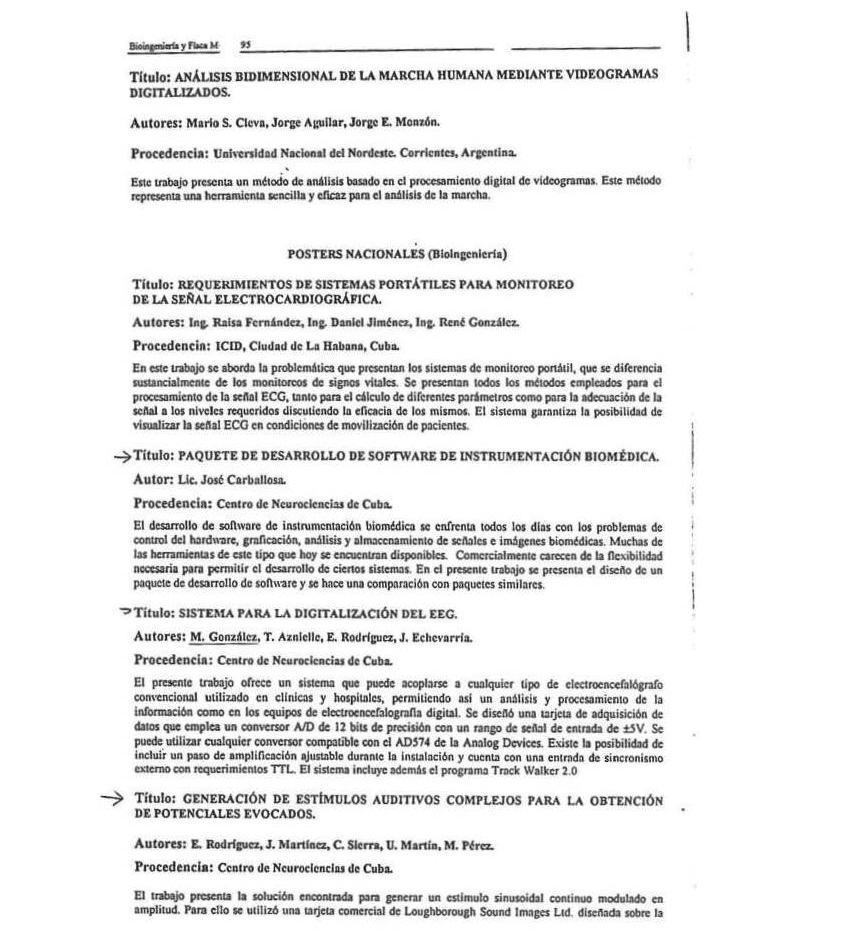 Bioingeniería y Física M 95
Título: ANÁLISIS BIDIMENSIONAL DE LA MARCHA HUMANA MEDIANTE VIDEOGRAMAS
DIGITALIZADOS.
Autores: Mario S. Cleva, Jorge Aguilar, Jorge E. Monzón.
Procedencia: Universidad Nacional del Nordeste. Corrientes, Argentina.
Este trabajo presenta un método de análisis basado en el procesamiento digital de videogramas. Este método
representa una herramienta sencilla y eficaz para el análisis de la marcha.
POSTERS NACIONALES (Bioingeniería)
Título: REQUERIMIENTOS DE SISTEMAS PORTÁTILES PARA MONITOREO
DE LA SEÑAL ELECTROCARDIOGRÁFICA.
Autores: Ing. Raisa Fernández, Ing. Daniel Jiménez, Ing. René González.
Procedencia: ICID, Ciudad de La Habana, Cuba.
En este trabajo se aborda la problemática que presentan los sistemas de monitoreo portátil, que se diferencia
sustancialmente de los monitoreos de signos vitales. Se presentan todos los métodos empleados para el
procesamiento de la señal ECG, tanto para el cálculo de diferentes parámetros como para la adecuación de la
señal a los niveles requeridos discutiendo la eficacia de los mismos. El sistema garantiza la posibilidad de
visualizar la señal ECG en condiciones de movilización de pacientes.
Título: PAQUETE DE DESARROLLO DE SOFTWARE DE INSTRUMENTACIÓN BIOMÉDICA.
Autor: Lic. José Carballosa.
Procedencia: Centro de Neurociencias de Cuba.
El desarrollo de software de instrumentación biomédica se enfrenta todos los días con los problemas de
control del hardware, graficación, análisis y almacenamiento de señales e imágenes biomédicas. Muchas de
las herramientas de este tipo que hoy se encuentran disponibles. Comercialmente carecen de la flexibilidad
necesaria para permitir el desarrollo de ciertos sistemas. En el presente trabajo se presenta el diseño de un
paquete de desarrollo de software y se hace una comparación con paquetes similares.
Título: SISTEMA PARA LA DIGITALIZACIÓN DEL EEG.
Autores: M. González, T. Aznielle, E. Rodríguez, J. Echevarría.
Procedencia: Centro de Neurociencias de Cuba.
El presente trabajo ofrece un sistema que puede acoplarse a cualquier tipo de electroencefalógrafo
convencional utilizado en clínicas y hospitales, permitiendo así un análisis y procesamiento de la
información como en los equipos de electroencefalografía digital. Se diseñó una tarjeta de adquisición de
datos que emplea un conversor A/D de 12 bits de precisión con un rango de señal de entrada de ±5V. Se
puede utilizar cualquier conversor compatible con el AD574 de la Analog Devices. Existe la posibilidad de
incluir un paso de amplificación ajustable durante la instalación y cuenta con una entrada de sincronismo
externo con requerimientos TTL. El sistema incluye además el programa Track Walker 2.0
Título: GENERACIÓN DE ESTÍMULOS AUDITIVOS COMPLEJOS PARA LA OBTENCIÓN
DE POTENCIALES EVOCADOS.
Autores: E. Rodríguez, J. Martínez, C. Sierra, U. Martín, M. Pérez.
Procedencia: Centro de Neurociencias de Cuba.
El trabajo presenta la solución encontrada para generar un estímulo sinusoidal continuo modulado en
amplitud. Para ello se utilizó una tarjeta comercial de Loughborough Sound Images Ltd. diseñada sobre la